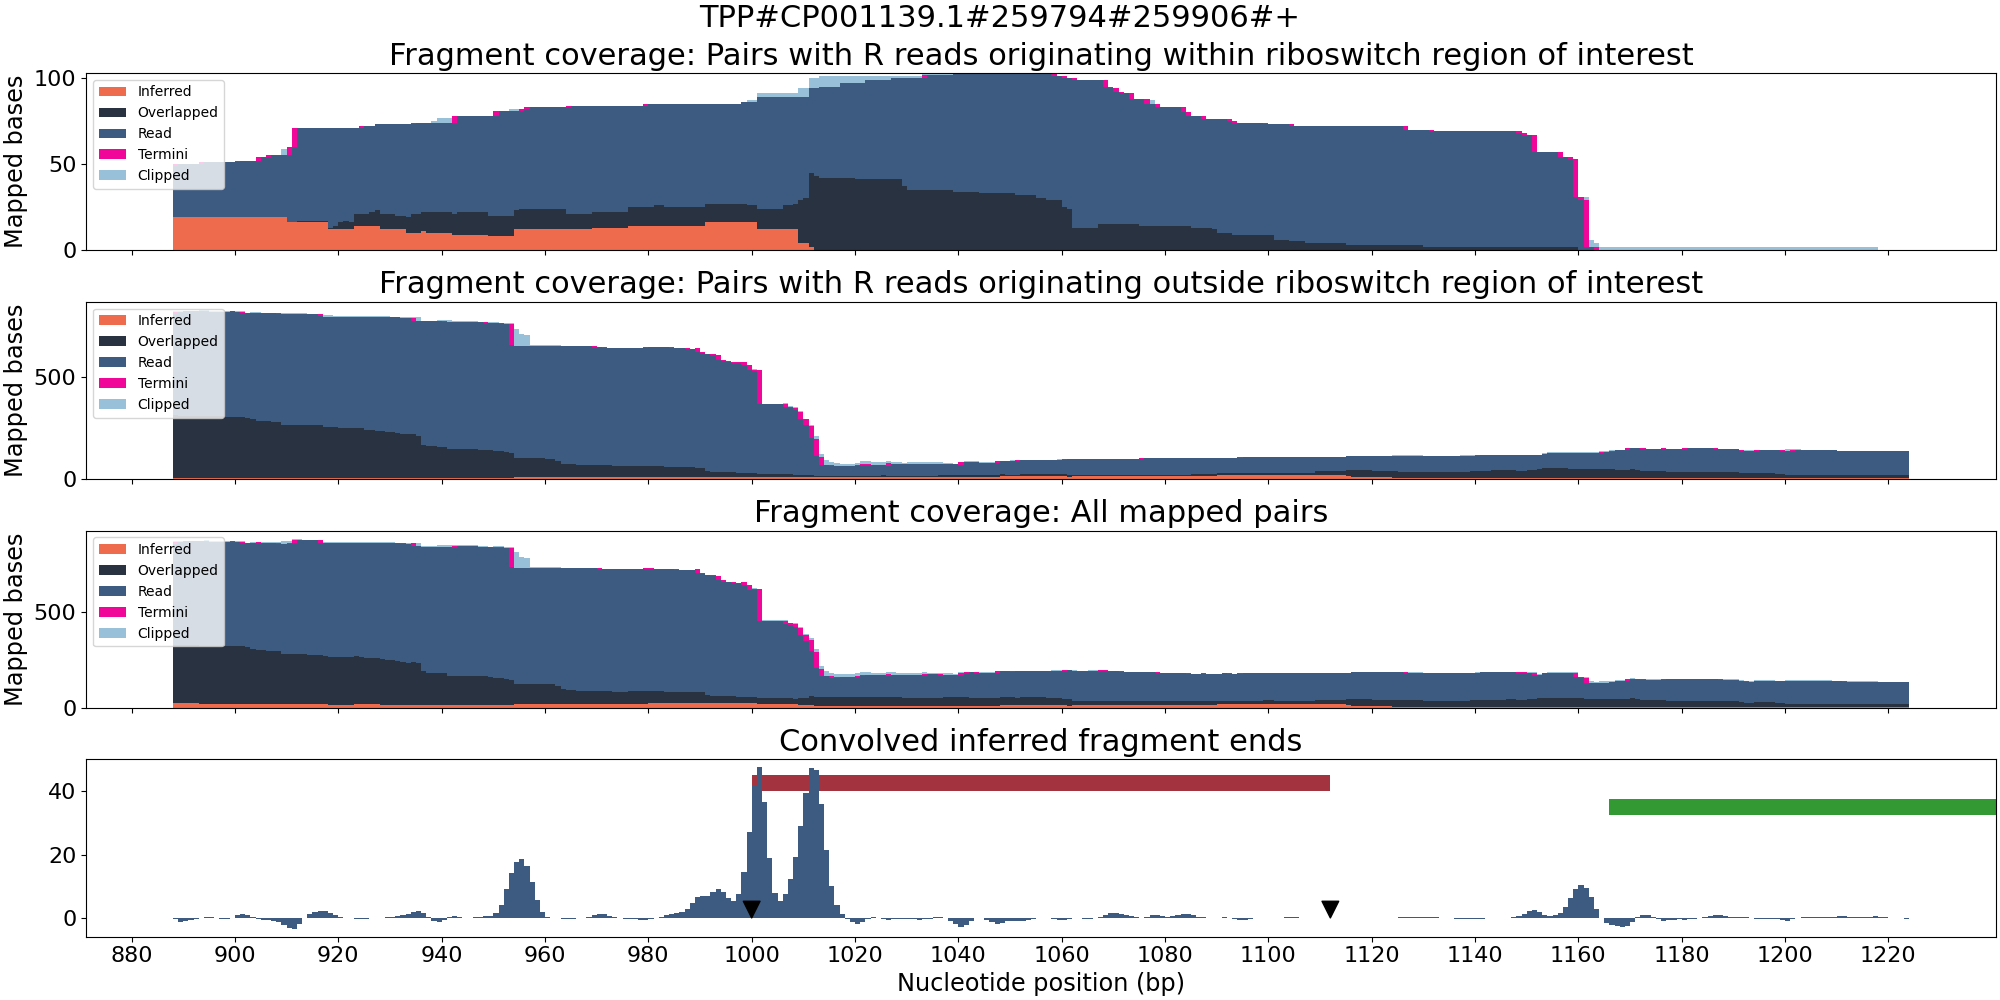 TPP#CP001139.1#259794#259906#+
Fragment coverage: Pairs with R reads originating within riboswitch region of interest
Mapped bases
100
50
0
Inferred
Overlapped
Read
Termini
Clipped
Fragment coverage: Pairs with R reads originating outside riboswitch region of interest
Mapped bases
500
0
Inferred
Overlapped
Read
Termini
Clipped
Fragment coverage: All mapped pairs
Mapped bases
500
0
Inferred
Overlapped
Read
Termini
Clipped
Convolved inferred fragment ends
40
20
0
880 900 920 940 960 980 1000 1020 1040 1060 1080 1100 1120 1140 1160 1180 1200 1220
Nucleotide position (bp)